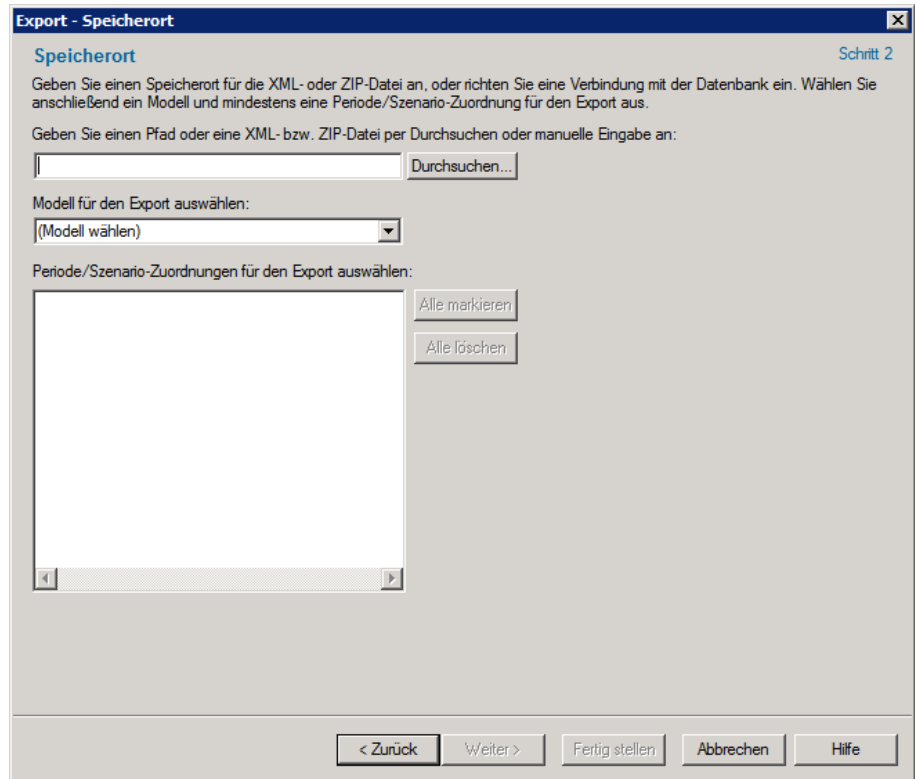 Export - Speicherort
Speicherort
Schritt 2
Geben Sie einen Speicherort für die XML- oder ZIP-Datei an, oder richten Sie eine Verbindung mit der Datenbank ein. Wählen Sie
anschließend ein Modell und mindestens eine Periode/Szenario-Zuordnung für den Export aus.
Geben Sie einen Pfad oder eine XML- bzw. ZIP-Datei per Durchsuchen oder manuelle Eingabe an:
Durchsuchen...
Modell für den Export auswählen:
(Modell wählen)
Periode/Szenario-Zuordnungen für den Export auswählen:
Alle markieren
Alle löschen
< Zurück
Weiter >
Fertig stellen
Abbrechen
Hilfe